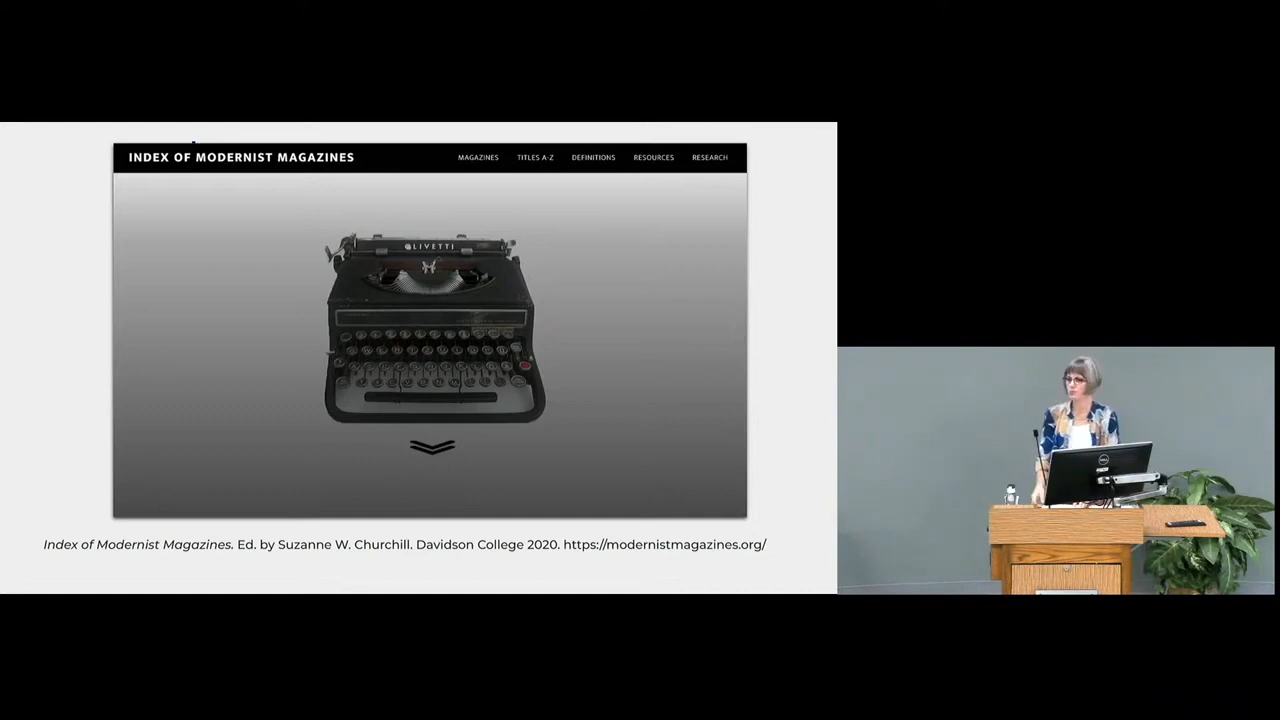 INDEX OF MODERNIST MAGAZINES
MAGAZINES TITLES A-Z DEFINITIONS RESOURCES RESEARCH
OLIVETTI
Index of Modernist Magazines. Ed. by Suzanne W. Churchill. Davidson College 2020. https://modernistmagazines.org/
DELL